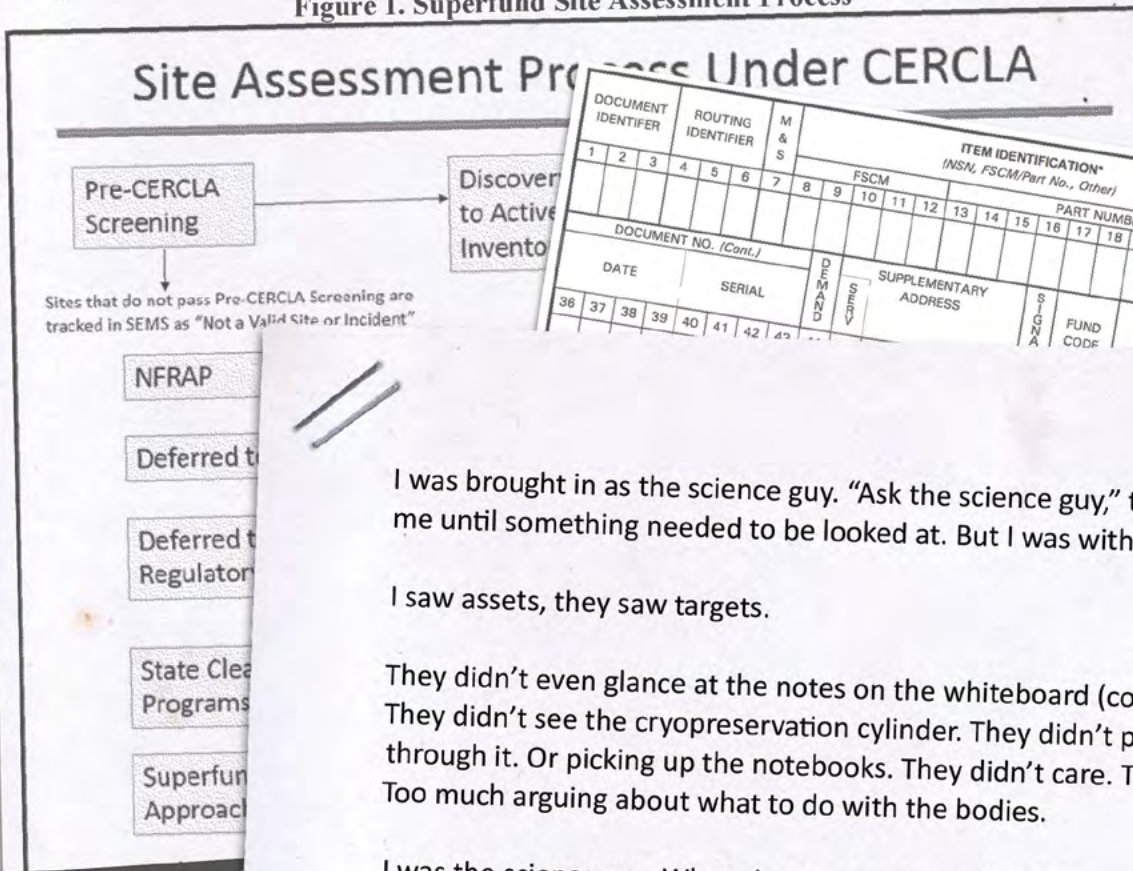 Figure 1. Superfund Site Assessment Process
Site Assessment Process Under CERCLA
Pre-CERCLA
Screening
Discover
to Active
Invento
Sites that do not pass Pre-CERCLA Screening are
tracked in SEMS as "Not a Valid Site or Incident"
NFRAP
Deferred t
Deferred t
Regulator
State Clea
Programs
Superfun
Approac
DOCUMENT
IDENTIFER
ROUTING
IDENTIFIER
M
&
S
ITEM IDENTIFICATION*
(NSN, FSCM/Part No., Other)
FSCM
PART NUMB
1 2 3 4 5 6 7 8 9 10 11 12 13 14 15 16 17 18
DOCUMENT NO. (Cont.)
DATE
SERIAL
DEMAND
SERV
SUPPLEMENTARY
ADDRESS
SIGNA
FUND
CODE
36 37 38 39 40 41 42 43
I was brought in as the science guy. “Ask the science guy,”
me until something needed to be looked at. But I was with
I saw assets, they saw targets.
They didn’t even glance at the notes on the whiteboard (co
They didn’t see the cryopreservation cylinder. They didn’t p
through it. Or picking up the notebooks. They didn’t care. T
Too much arguing about what to do with the bodies.